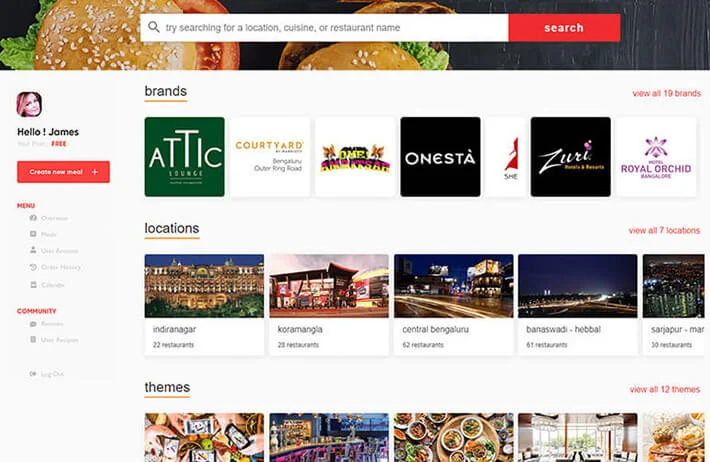 try searching for a location, cuisine, or restaurant name
search
Hello ! James
FREE
Create new meal +
MENU
Overview
Meals
User Account
Order History
Calendar
COMMUNITY
Reviews
User Recipes
Log Out
brands
view all 19 brands
ATTIC
LOUNGE
COURTYARD
BY MARRIOTT
Bengaluru
Outer Ring Road
ONESTÀ
SHE
Zuri
Hotels & Resorts
HOTEL
ROYAL ORCHID
BANGALORE
locations
view all 7 locations
indiranagar
22 restaurants
koramangla
28 restaurants
central bengaluru
62 restaurants
banaswadi - hebbal
61 restaurants
sarjapur - mar
30 restaurants
themes
view all 12 themes